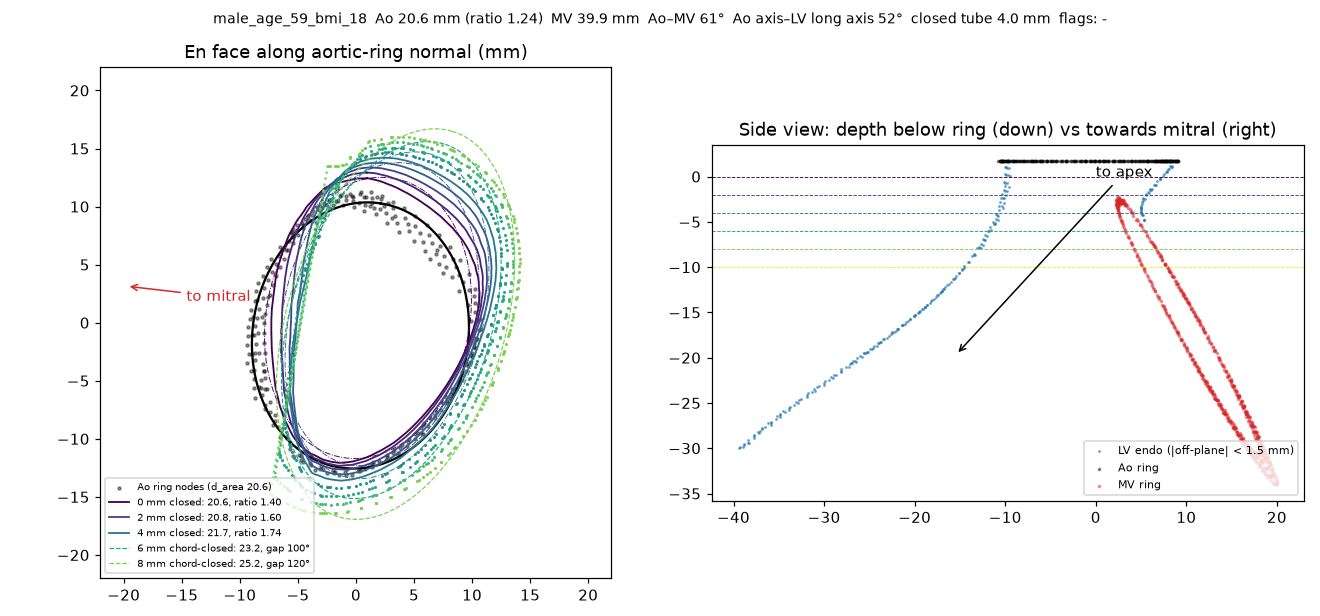 male_age_59_bmi_18  Ao 20.6 mm (ratio 1.24)  MV 39.9 mm  Ao–MV 61°  Ao axis–LV long axis 52°  closed tube 4.0 mm  flags: -
En face along aortic-ring normal (mm)
20
15
10
5
0
−5
−10
−15
−20
to mitral
Ao ring nodes (d_area 20.6)
0 mm closed: 20.6, ratio 1.40
2 mm closed: 20.8, ratio 1.60
4 mm closed: 21.7, ratio 1.74
6 mm chord-closed: 23.2, gap 100°
8 mm chord-closed: 25.2, gap 120°
−20 −15 −10 −5 0 5 10 15 20
Side view: depth below ring (down) vs towards mitral (right)
0
−5
−10
−15
−20
−25
−30
−35
to apex
LV endo (|off-plane| < 1.5 mm)
Ao ring
MV ring
−40 −30 −20 −10 0 10 20